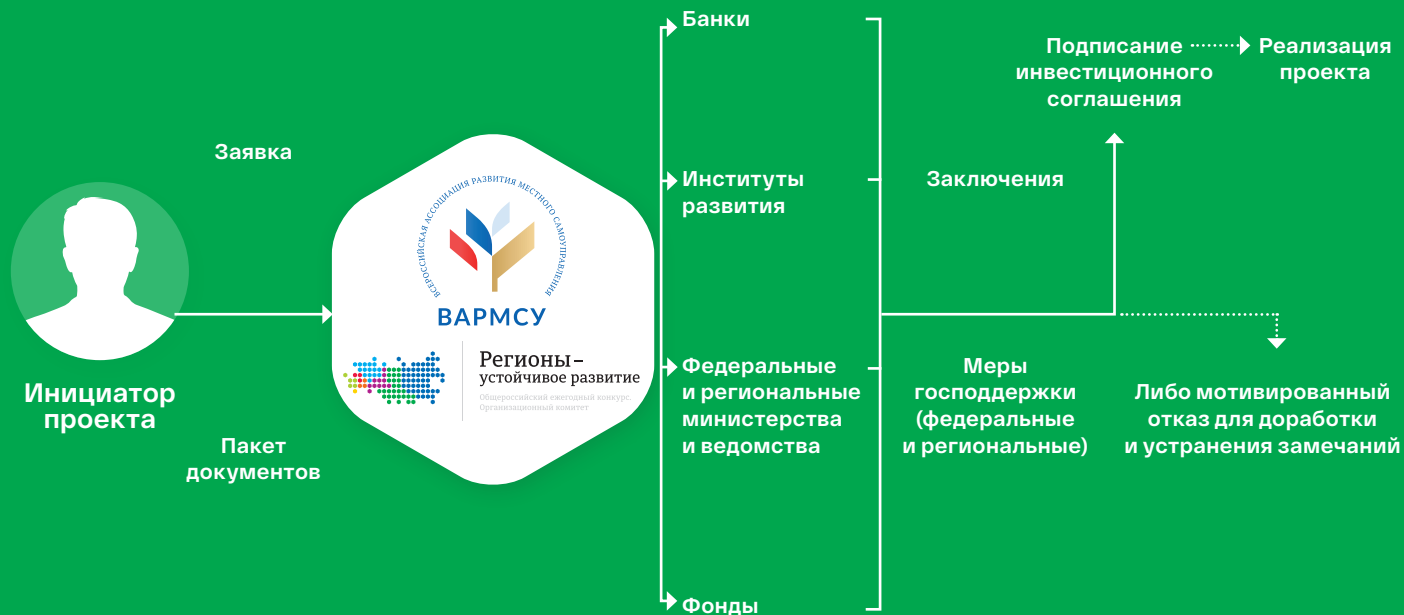 Заявка
Инициатор
проекта
Пакет
документов
ВСЕРОССИЙСКАЯ АССОЦИАЦИЯ РАЗВИТИЯ МЕСТНОГО САМОУПРАВЛЕНИЯ
ВАРМСУ
Регионы–
устойчивое развитие
Общероссийский ежегодный конкурс.
Организационный комитет
Банки
Институты
развития
Федеральные
и региональные
министерства
и ведомства
Фонды
Заключения
Меры
господдержки
(федеральные
и региональные)
Подписание
инвестиционного
соглашения
Реализация
проекта
Либо мотивированный
отказ для доработки
и устранения замечаний